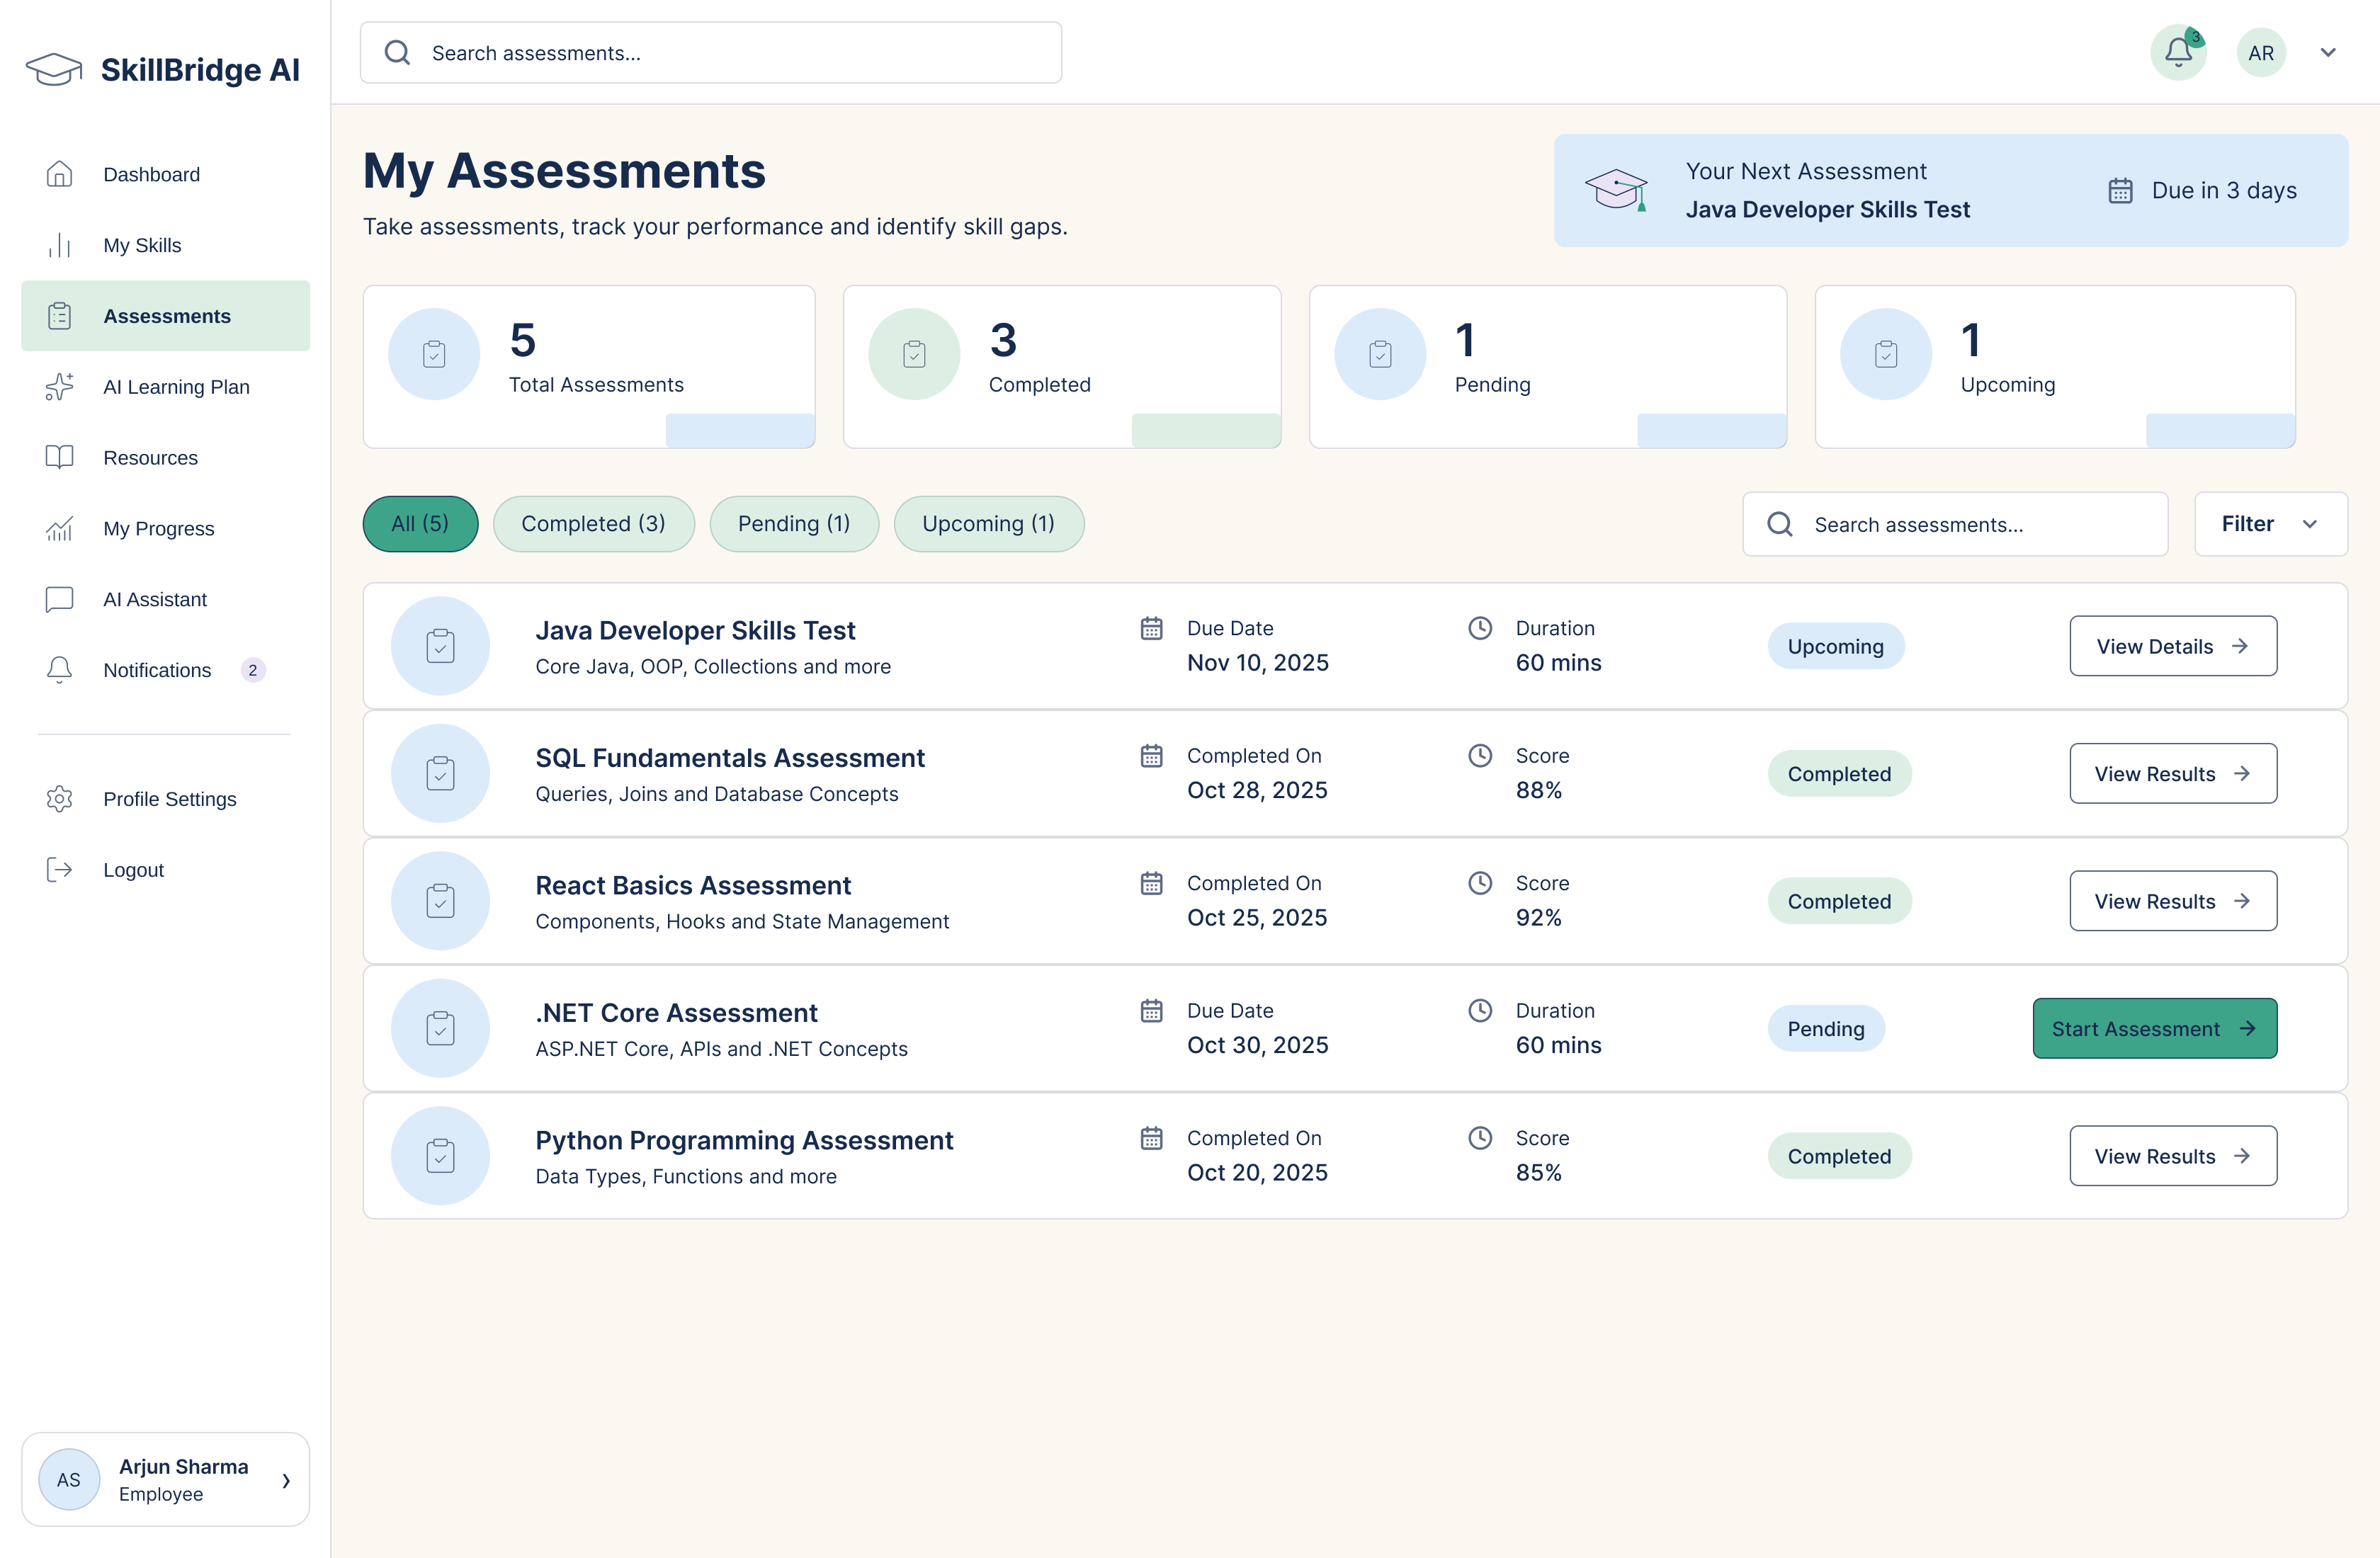 SkillBridge AI
Search assessments...
3
AR
Dashboard
My Skills
Assessments
AI Learning Plan
Resources
My Progress
AI Assistant
Notifications 2
Profile Settings
Logout
AS
Arjun Sharma
Employee
My Assessments
Take assessments, track your performance and identify skill gaps.
Your Next Assessment
Java Developer Skills Test
Due in 3 days
5
Total Assessments
3
Completed
1
Pending
1
Upcoming
All (5)
Completed (3)
Pending (1)
Upcoming (1)
Search assessments...
Filter
Java Developer Skills Test
Core Java, OOP, Collections and more
Due Date
Nov 10, 2025
Duration
60 mins
Upcoming
View Details
SQL Fundamentals Assessment
Queries, Joins and Database Concepts
Completed On
Oct 28, 2025
Score
88%
Completed
View Results
React Basics Assessment
Components, Hooks and State Management
Completed On
Oct 25, 2025
Score
92%
Completed
View Results
.NET Core Assessment
ASP.NET Core, APIs and .NET Concepts
Due Date
Oct 30, 2025
Duration
60 mins
Pending
Start Assessment
Python Programming Assessment
Data Types, Functions and more
Completed On
Oct 20, 2025
Score
85%
Completed
View Results